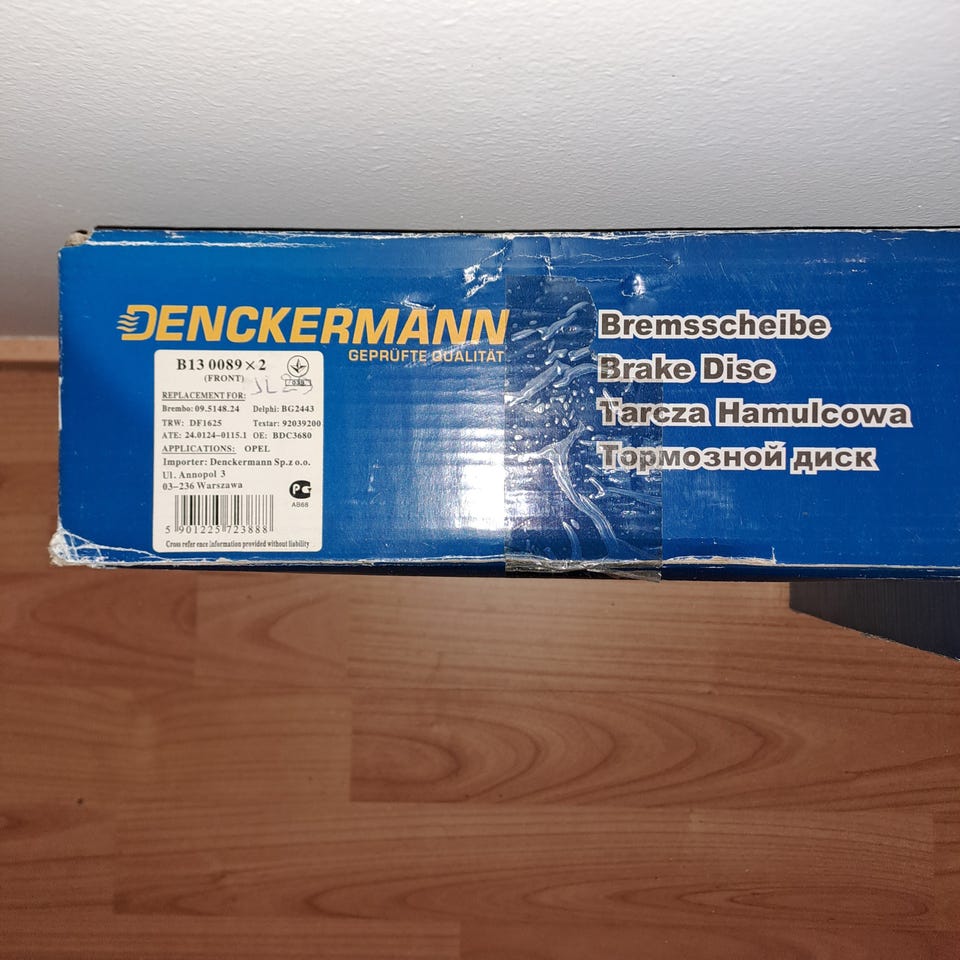 DENCKERMANN
GEPRÜFTE QUALITÄT
B13 0089×2
(FRONT)
REPLACEMENT FOR:
Brembo: 09.5148.24 Delphi: BG2443
TRW: DF1625 Textar: 92039200
ATE: 24.0124-0115.1 OE: BDC3680
APPLICATIONS: OPEL
Importer: Denckermann Sp.z o.o.
Ul. Annopol 3
03-236 Warszawa
AB68
5 901225 723888
Cross refer ence information provided without liability
Bremsscheibe
Brake Disc
Tarcza Hamulcowa
Тормозной диск